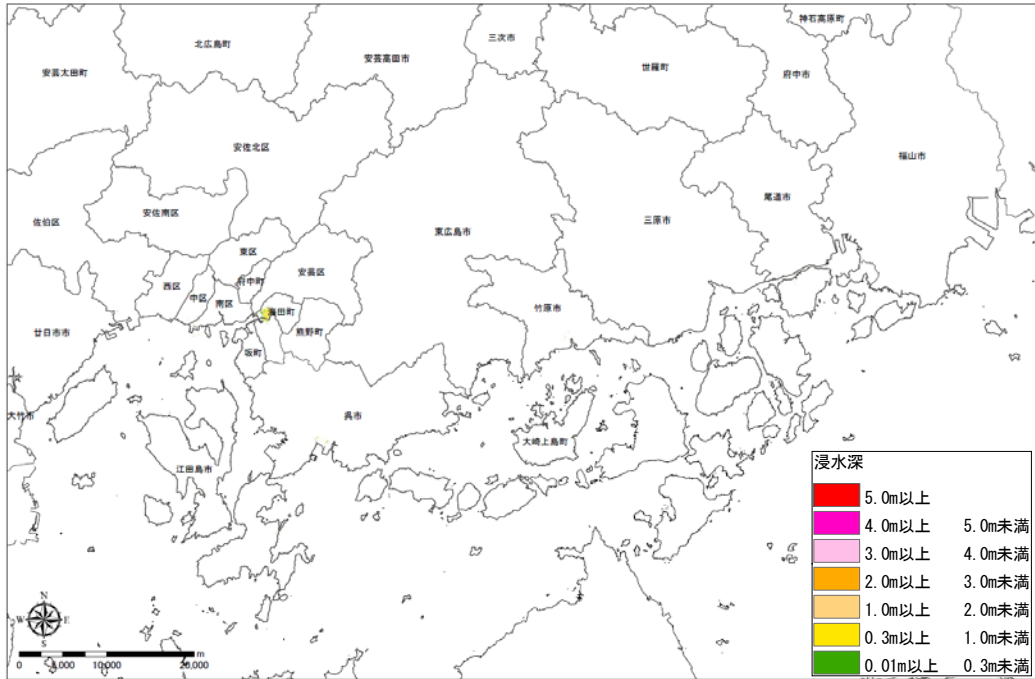 神石高原町
三次市
北広島町
安芸高田市
世羅町
府中市
安芸太田町
安佐北区
福山市
尾道市
佐伯区
安佐南区
三原市
東広島市
東区
安芸区
府中町
西区
中区
南区
海田町
竹原市
廿日市市
熊野町
坂町
大竹市
呉市
大崎上島町
江田島市
浸水深
5.0m以上
4.0m以上 5.0m未満
3.0m以上 4.0m未満
2.0m以上 3.0m未満
1.0m以上 2.0m未満
0.3m以上 1.0m未満
0.01m以上 0.3m未満
N
W E
S
m
0 5,000 10,000 20,000